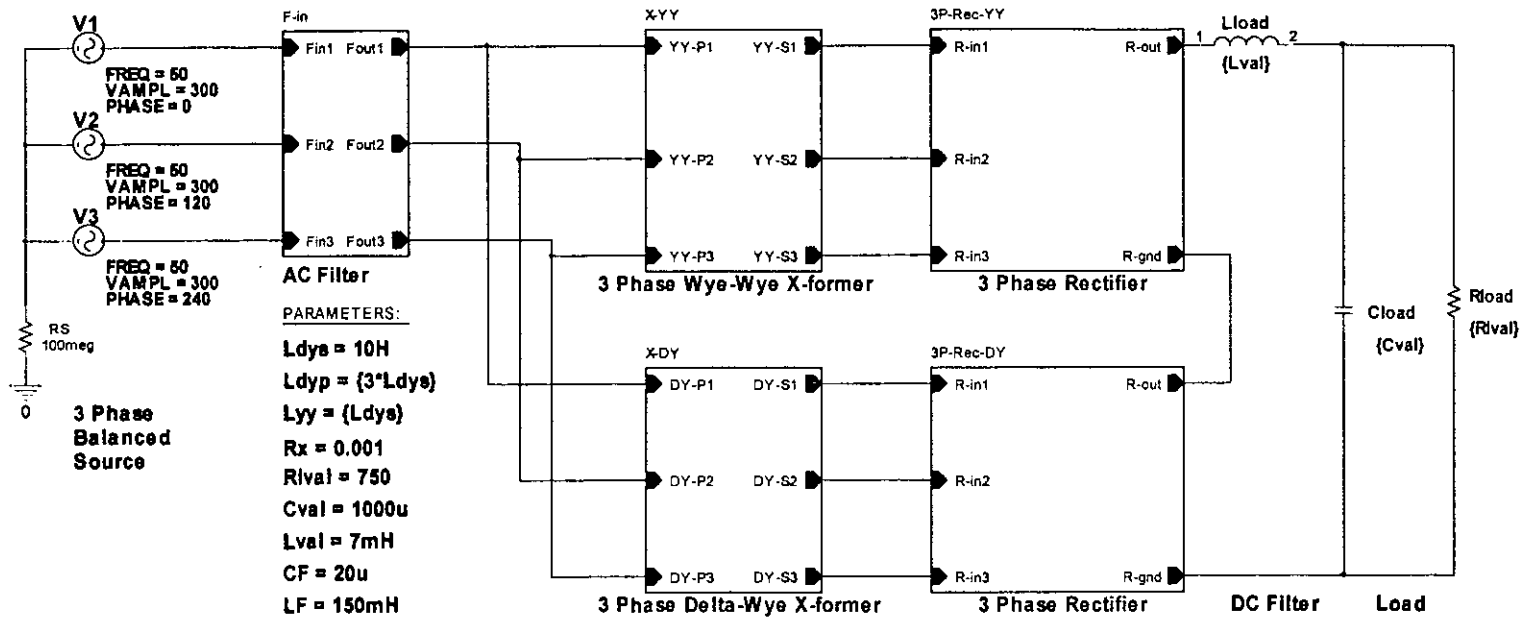 V1
FREQ = 60
VAMPL = 300
PHASE = 0
V2
FREQ = 60
VAMPL = 300
PHASE = 120
V3
FREQ = 60
VAMPL = 300
PHASE = 240
RS
100meg
0
3 Phase
Balanced
Source
F-in
Fin1 Fout1
Fin2 Fout2
Fin3 Fout3
AC Filter
PARAMETERS:
Ldys = 10H
Ldyp = {3*Ldys}
Lyy = {Ldys}
Rx = 0.001
Rlval = 750
Cval = 1000u
Lval = 7mH
CF = 20u
LF = 150mH
X-YY
YY-P1 YY-S1
YY-P2 YY-S2
YY-P3 YY-S3
3 Phase Wye-Wye X-former
3P-Rec-YY
R-in1 R-out
R-in2
R-in3 R-gnd
3 Phase Rectifier
Lload
1 2
{Lval}
Cload
{Cval}
Rload
{Rlval}
X-DY
DY-P1 DY-S1
DY-P2 DY-S2
DY-P3 DY-S3
3 Phase Delta-Wye X-former
3P-Rec-DY
R-in1 R-out
R-in2
R-in3 R-gnd
3 Phase Rectifier
DC Filter
Load